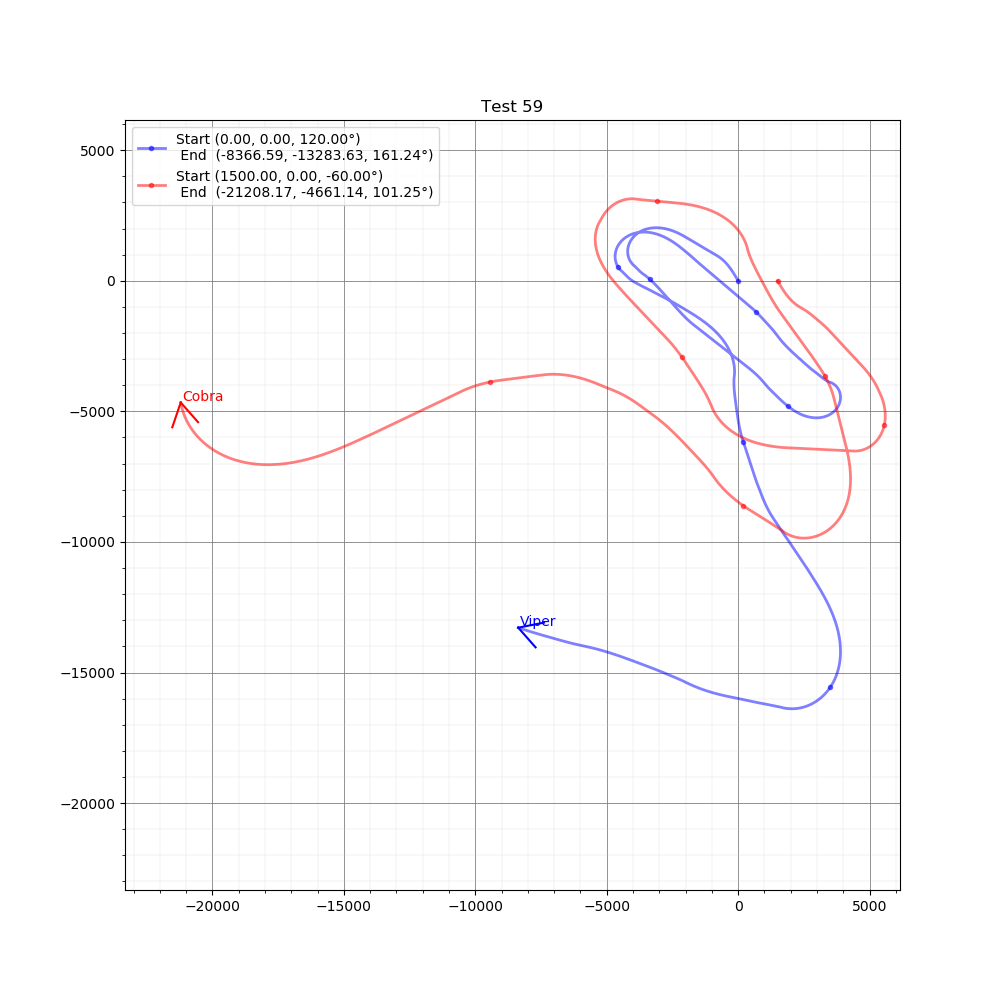 Test 59
Start (0.00, 0.00, 120.00°)
End (-8366.59, -13283.63, 161.24°)
Start (1500.00, 0.00, -60.00°)
End (-21208.17, -4661.14, 101.25°)
5000
0
−5000
−10000
−15000
−20000
Cobra
Viper
−20000
−15000
−10000
−5000
0
5000